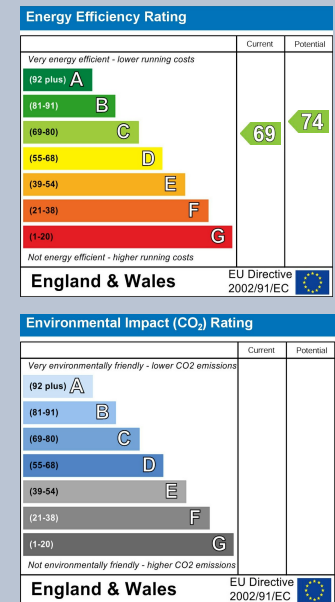 Energy Efficiency Rating
Current Potential
Very energy efficient - lower running costs
(92 plus) A
(81-91) B
(69-80) C
(55-68) D
(39-54) E
(21-38) F
(1-20) G
69
74
Not energy efficient - higher running costs
England & Wales
EU Directive
2002/91/EC
Environmental Impact (CO₂) Rating
Current Potential
Very environmentally friendly - lower CO2 emissions
(92 plus) A
(81-91) B
(69-80) C
(55-68) D
(39-54) E
(21-38) F
(1-20) G
Not environmentally friendly - higher CO2 emissions
England & Wales
EU Directive
2002/91/EC